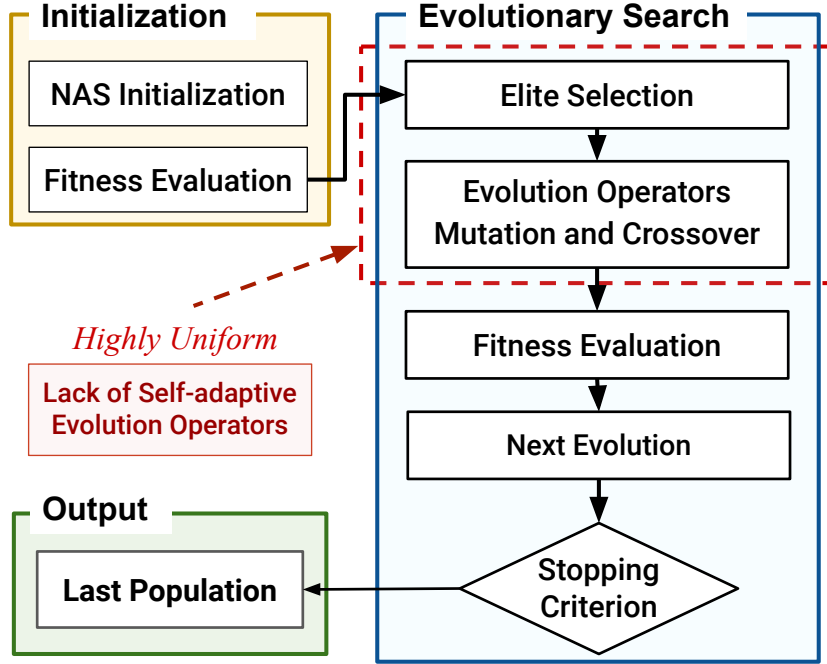 Initialization
NAS Initialization
Fitness Evaluation
Evolutionary Search
Elite Selection
Evolution Operators
Mutation and Crossover
Fitness Evaluation
Next Evolution
Stopping
Criterion
Highly Uniform
Lack of Self-adaptive
Evolution Operators
Output
Last Population